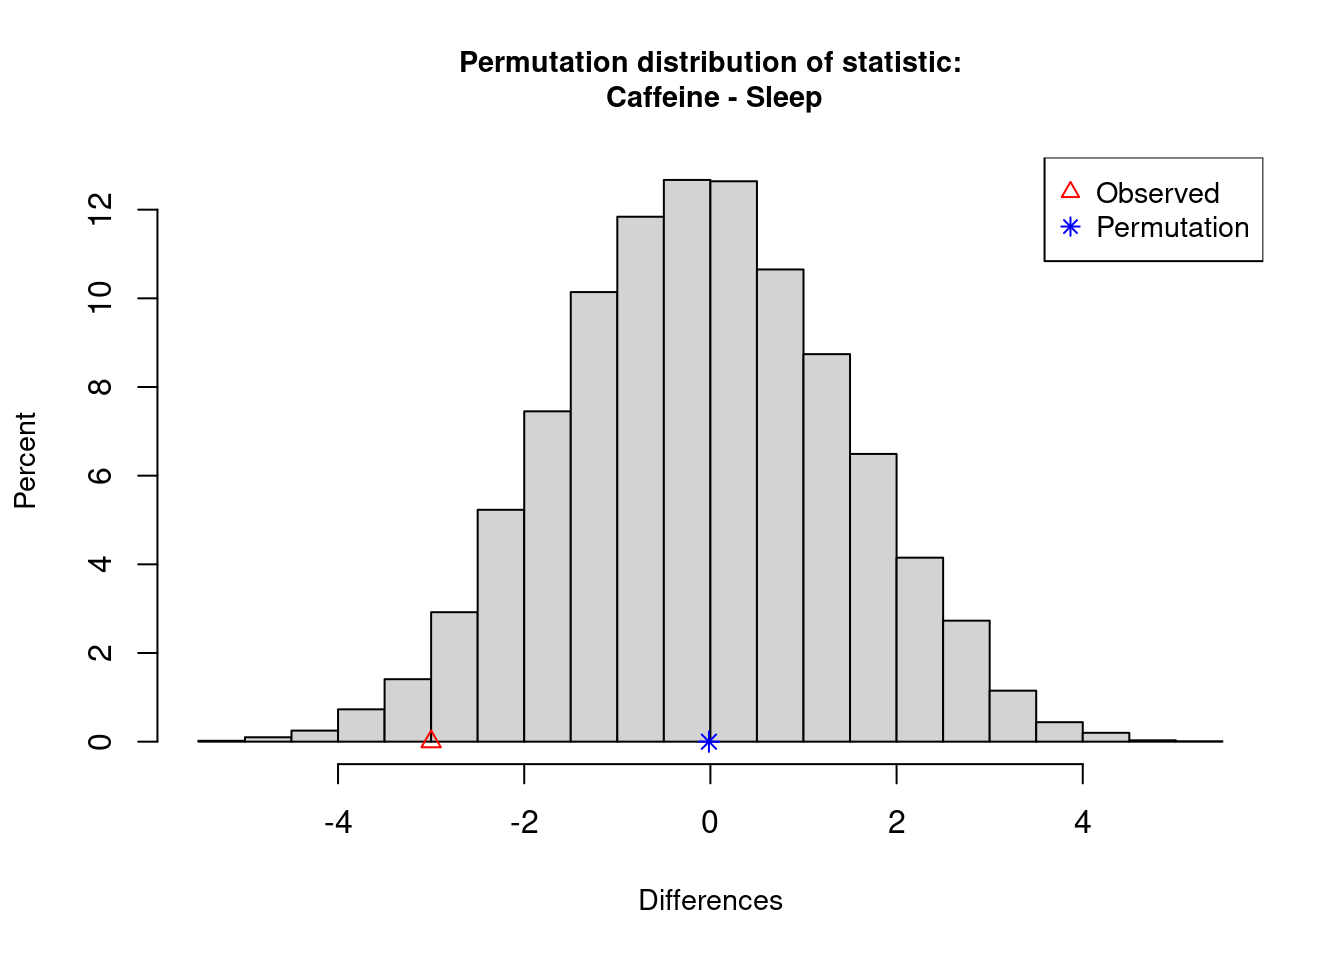 Permutation distribution of statistic:
Caffeine - Sleep
Observed
Permutation
Percent
12
10
8
6
4
2
0
-4 -2 0 2 4
Differences